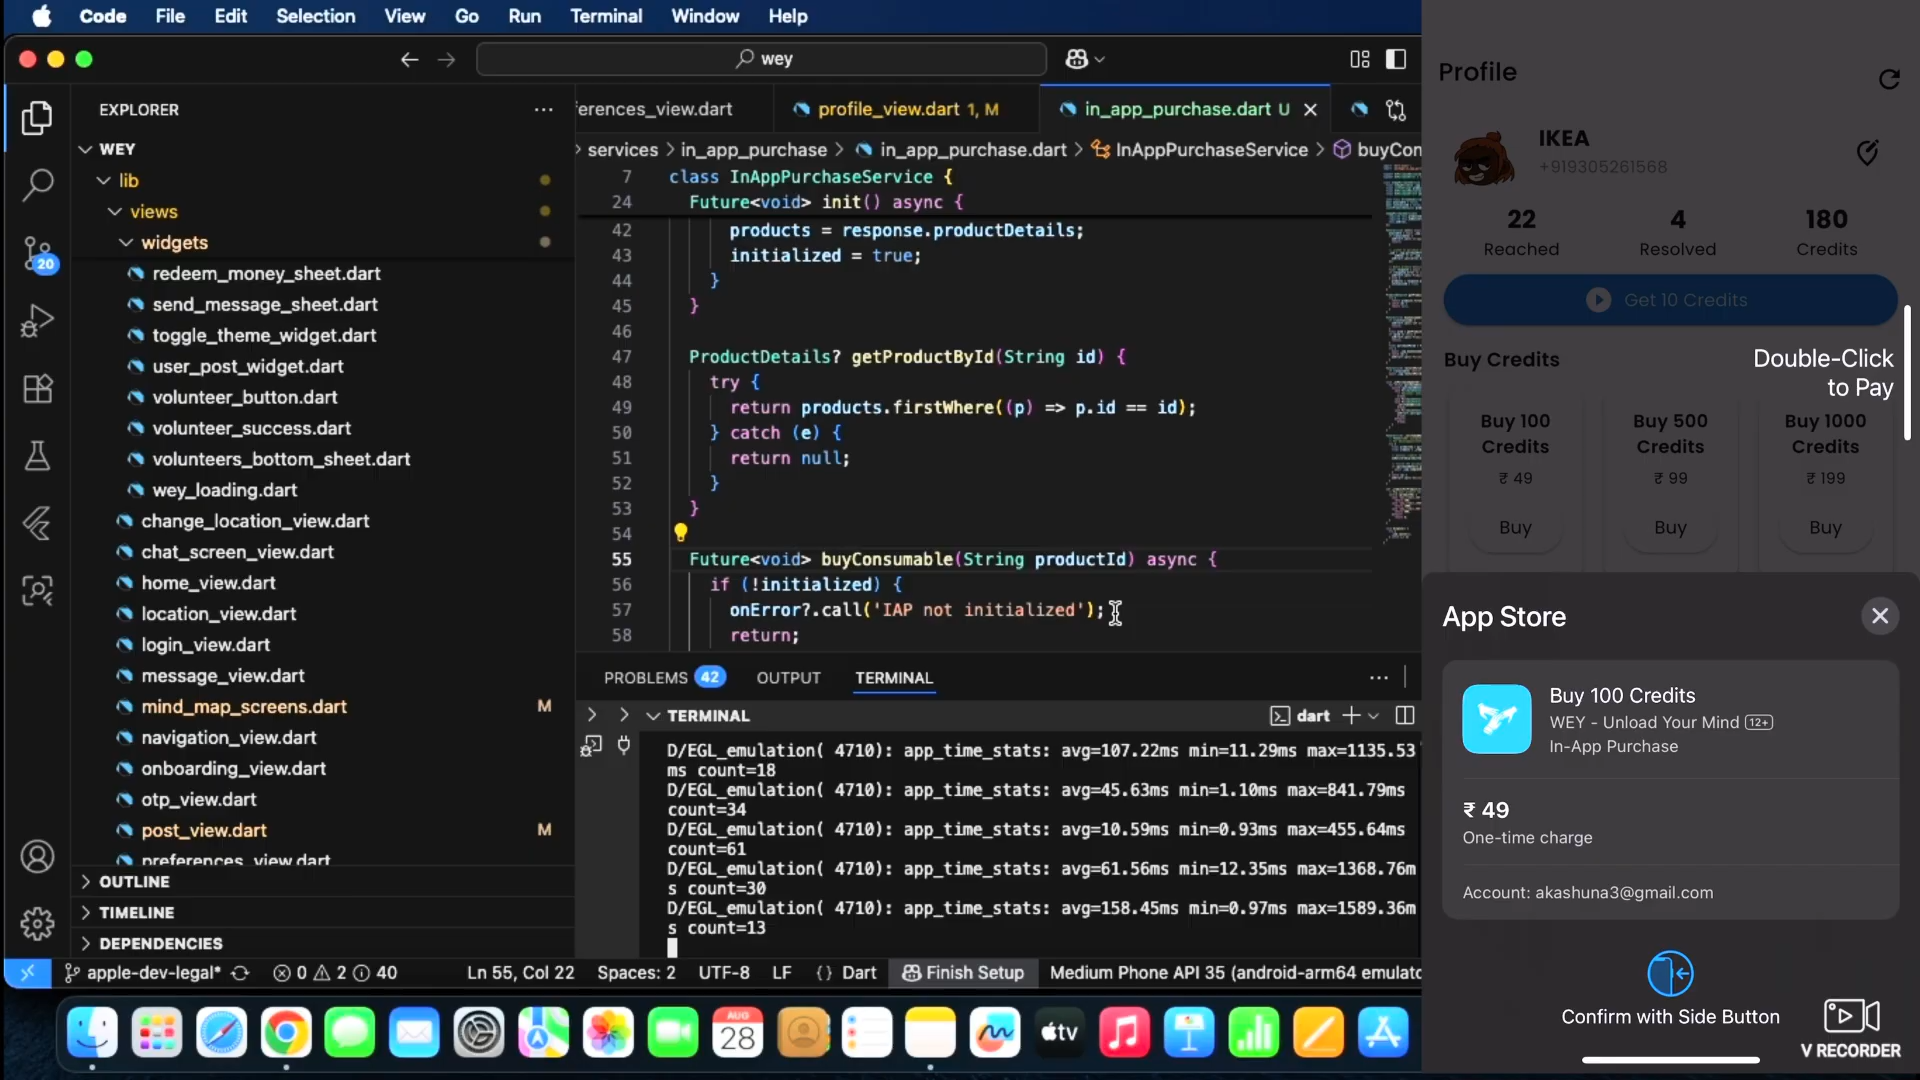 Code File Edit Selection View Go Run Terminal Window Help
wey
EXPLORER
WEY
lib
views
widgets
redeem_money_sheet.dart
send_message_sheet.dart
toggle_theme_widget.dart
user_post_widget.dart
volunteer_button.dart
volunteer_success.dart
volunteers_bottom_sheet.dart
wey_loading.dart
change_location_view.dart
chat_screen_view.dart
home_view.dart
location_view.dart
login_view.dart
message_view.dart
mind_map_screens.dart M
navigation_view.dart
onboarding_view.dart
otp_view.dart
post_view.dart M
preferences_view.dart
OUTLINE
TIMELINE
DEPENDENCIES
20
erences_view.dart profile_view.dart 1, M in_app_purchase.dart U
services > in_app_purchase > in_app_purchase.dart > InAppPurchaseService > buyCon
7 class InAppPurchaseService {
24 Future<void> init() async {
42 products = response.productDetails;
43 initialized = true;
44 }
45 }
46
47 ProductDetails? getProductById(String id) {
48 try {
49 return products.firstWhere((p) => p.id == id);
50 } catch (e) {
51 return null;
52 }
53 }
54
55 Future<void> buyConsumable(String productId) async {
56 if (!initialized) {
57 onError?.call('IAP not initialized');
58 return;
PROBLEMS 42 OUTPUT TERMINAL
TERMINAL dart
D/EGL_emulation( 4710): app_time_stats: avg=107.22ms min=11.29ms max=1135.53
ms count=18
D/EGL_emulation( 4710): app_time_stats: avg=45.63ms min=1.10ms max=841.79ms
count=34
D/EGL_emulation( 4710): app_time_stats: avg=10.59ms min=0.93ms max=455.64ms
count=61
D/EGL_emulation( 4710): app_time_stats: avg=61.56ms min=12.35ms max=1368.76m
s count=30
D/EGL_emulation( 4710): app_time_stats: avg=158.45ms min=0.97ms max=1589.36m
s count=13
apple-dev-legal* 0 2 40 Ln 55, Col 22 Spaces: 2 UTF-8 LF {} Dart Finish Setup Medium Phone API 35 (android-arm64 emulato
AUG
28
tv
Profile
IKEA
+919305261568
22 4 180
Reached Resolved Credits
Get 10 Credits
Buy Credits
Double-Click
to Pay
Buy 100
Credits
₹ 49
Buy
Buy 500
Credits
₹ 99
Buy
Buy 1000
Credits
₹ 199
Buy
App Store
Buy 100 Credits
WEY - Unload Your Mind 12+
In-App Purchase
₹ 49
One-time charge
Account: akashuna3@gmail.com
Confirm with Side Button
V RECORDER